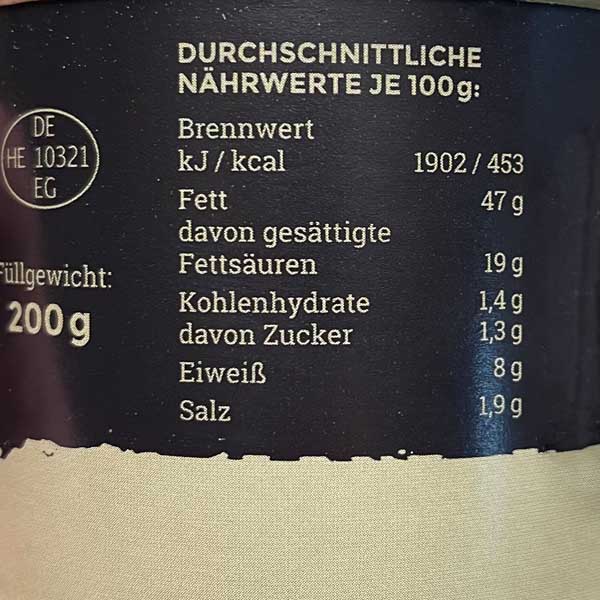 DURCHSCHNITTLICHE
NÄHRWERTE JE 100g:
Brennwert
kJ / kcal 1902 / 453
Fett 47 g
davon gesättigte
Fettsäuren 19 g
Kohlenhydrate 1,4 g
davon Zucker 1,3 g
Eiweiß 8 g
Salz 1,9 g
DE
HE 10321
EG
Füllgewicht:
200 g